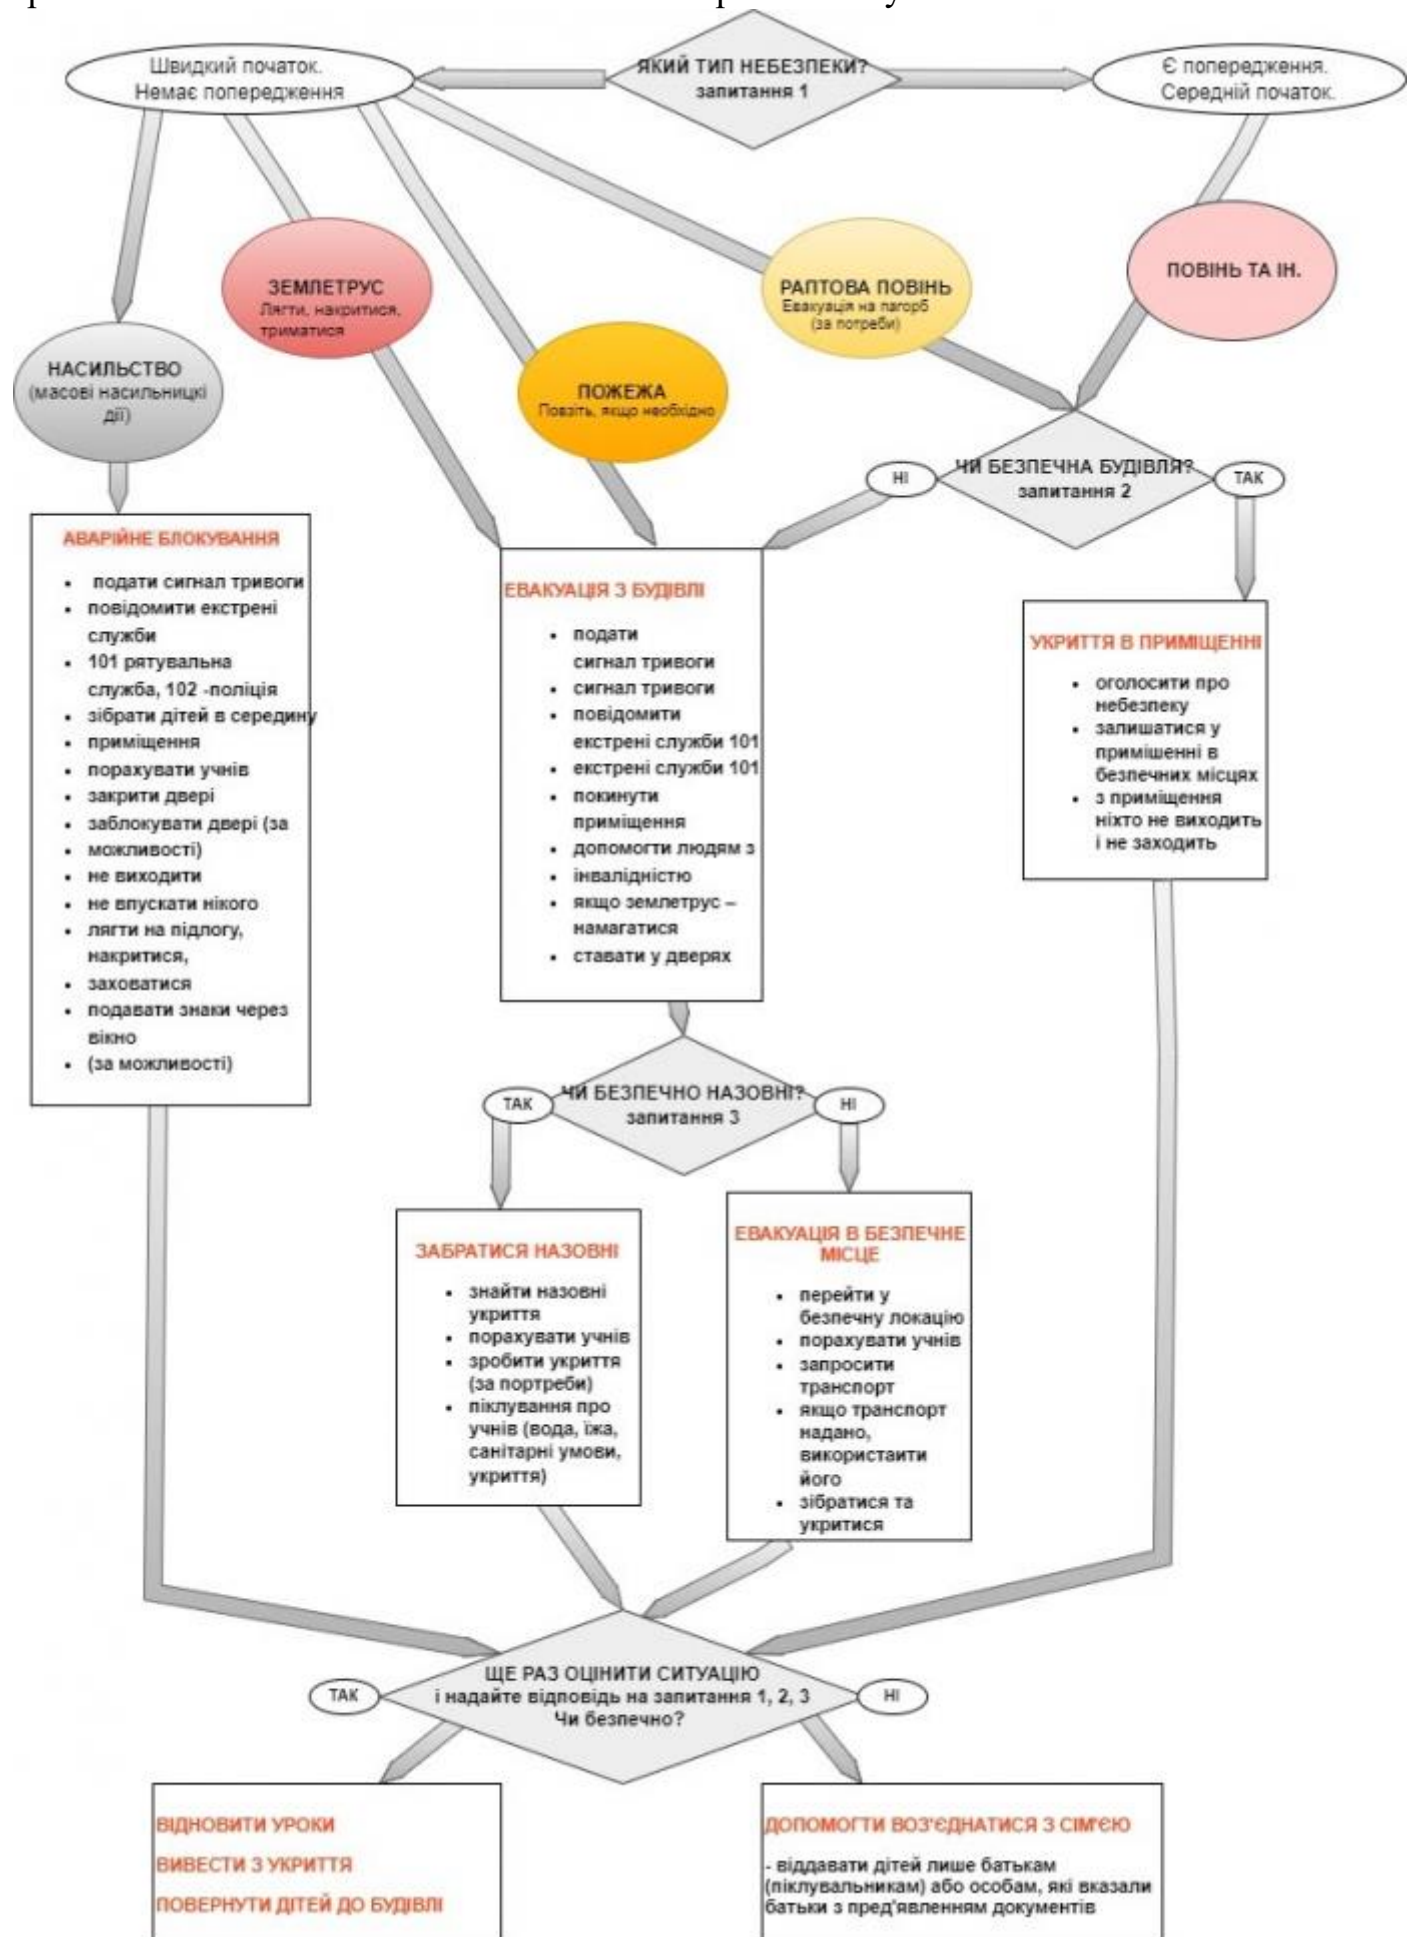 ЯКИЙ ТИП НЕБЕЗПЕКИ?
запитання 1
Швидкий початок.
Немає попередження
Є попередження.
Середній початок.
ЗЕМЛЕТРУС
Лягти, накритися,
триматися
РАПТОВА ПОВІНЬ
Евакуація на пагорб
(за потреби)
ПОВІНЬ ТА ІН.
НАСИЛЬСТВО
(масові насильницкі
дії)
ПОЖЕЖА
Повзіть, якщо необхідно
ЧИ БЕЗПЕЧНА БУДІВЛЯ?
запитання 2
НІ
ТАК
АВАРІЙНЕ БЛОКУВАННЯ
• подати сигнал тривоги
• повідомити екстрені
служби
• 101 рятувальна
служба, 102 -поліція
• зібрати дітей в середину
• приміщення
• порахувати учнів
• закрити двері
• заблокувати двері (за
• можливості)
• не виходити
• не впускати нікого
• лягти на підлогу,
накритися,
• заховатися
• подавати знаки через
вікно
• (за можливості)
ЕВАКУАЦІЯ З БУДІВЛІ
• подати
сигнал тривоги
• сигнал тривоги
• повідомити
екстрені служби 101
• екстрені служби 101
• покинути
приміщення
• допомогти людям з
• інвалідністю
• якщо землетрус –
намагатися
• ставати у дверях
УКРИТТЯ В ПРИМІЩЕННІ
• оголосити про
небезпеку
• залишатися у
примішенні в
безпечних місцях
• з приміщення
ніхто не виходить
і не заходить
ЧИ БЕЗПЕЧНО НАЗОВНІ?
запитання 3
ТАК
НІ
ЗАБРАТИСЯ НАЗОВНІ
• знайти назовні
укриття
• порахувати учнів
• зробити укриття
(за портреби)
• піклування про
учнів (вода, їжа,
санітарні умови,
укриття)
ЕВАКУАЦІЯ В БЕЗПЕЧНЕ
МІСЦЕ
• перейти у
безпечну локацію
• порахувати учнів
• запросити
транспорт
• якщо транспорт
надано,
використаити
його
• зібратися та
укритися
ЩЕ РАЗ ОЦІНИТИ СИТУАЦІЮ
і надайте відповідь на запитання 1, 2, 3
Чи безпечно?
ТАК
НІ
ВІДНОВИТИ УРОКИ
ВИВЕСТИ З УКРИТТЯ
ПОВЕРНУТИ ДІТЕЙ ДО БУДІВЛІ
ДОПОМОГТИ ВОЗ'ЄДНАТИСЯ З СІМ'ЄЮ
- віддавати дітей лише батькам
(піклувальникам) або особам, які вказали
батьки з пред'явленням документів